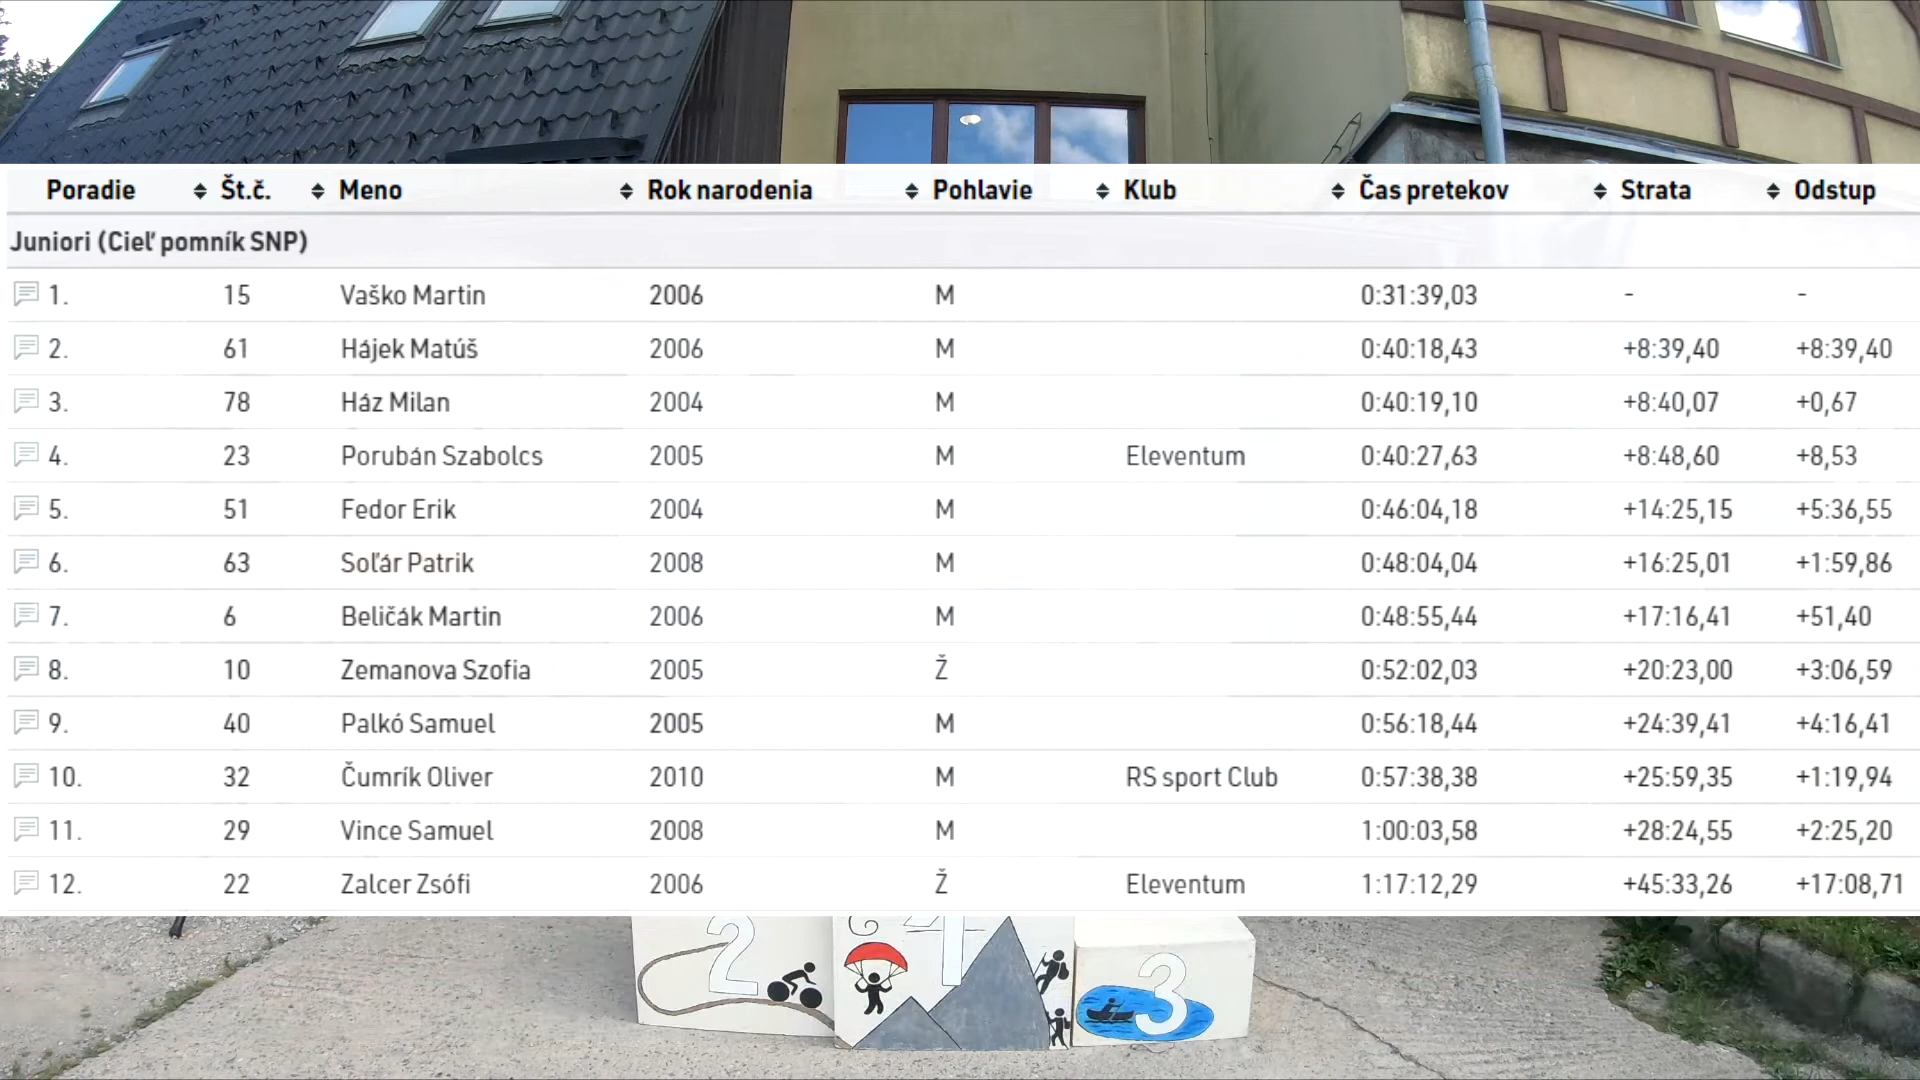 Poradie Št.č. Meno Rok narodenia Pohlavie Klub Čas pretekov Strata Odstup
Juniori (Cieľ pomník SNP)
1. 15 Vaško Martin 2006 M 0:31:39,03 - -
2. 61 Hájek Matúš 2006 M 0:40:18,43 +8:39,40 +8:39,40
3. 78 Ház Milan 2004 M 0:40:19,10 +8:40,07 +0,67
4. 23 Porubán Szabolcs 2005 M Eleventum 0:40:27,63 +8:48,60 +8,53
5. 51 Fedor Erik 2004 M 0:46:04,18 +14:25,15 +5:36,55
6. 63 Soľár Patrik 2008 M 0:48:04,04 +16:25,01 +1:59,86
7. 6 Beličák Martin 2006 M 0:48:55,44 +17:16,41 +51,40
8. 10 Zemanova Szofia 2005 Ž 0:52:02,03 +20:23,00 +3:06,59
9. 40 Palkó Samuel 2005 M 0:56:18,44 +24:39,41 +4:16,41
10. 32 Čumrík Oliver 2010 M RS sport Club 0:57:38,38 +25:59,35 +1:19,94
11. 29 Vince Samuel 2008 M 1:00:03,58 +28:24,55 +2:25,20
12. 22 Zalcer Zsófi 2006 Ž Eleventum 1:17:12,29 +45:33,26 +17:08,71
2 1 3